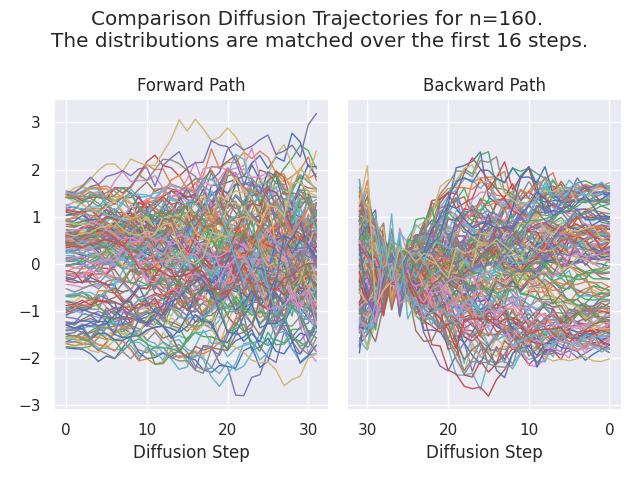 Comparison Diffusion Trajectories for n=160.
The distributions are matched over the first 16 steps.
Forward Path
Backward Path
3
2
1
0
−1
−2
−3
0 10 20 30
30 20 10 0
Diffusion Step
Diffusion Step